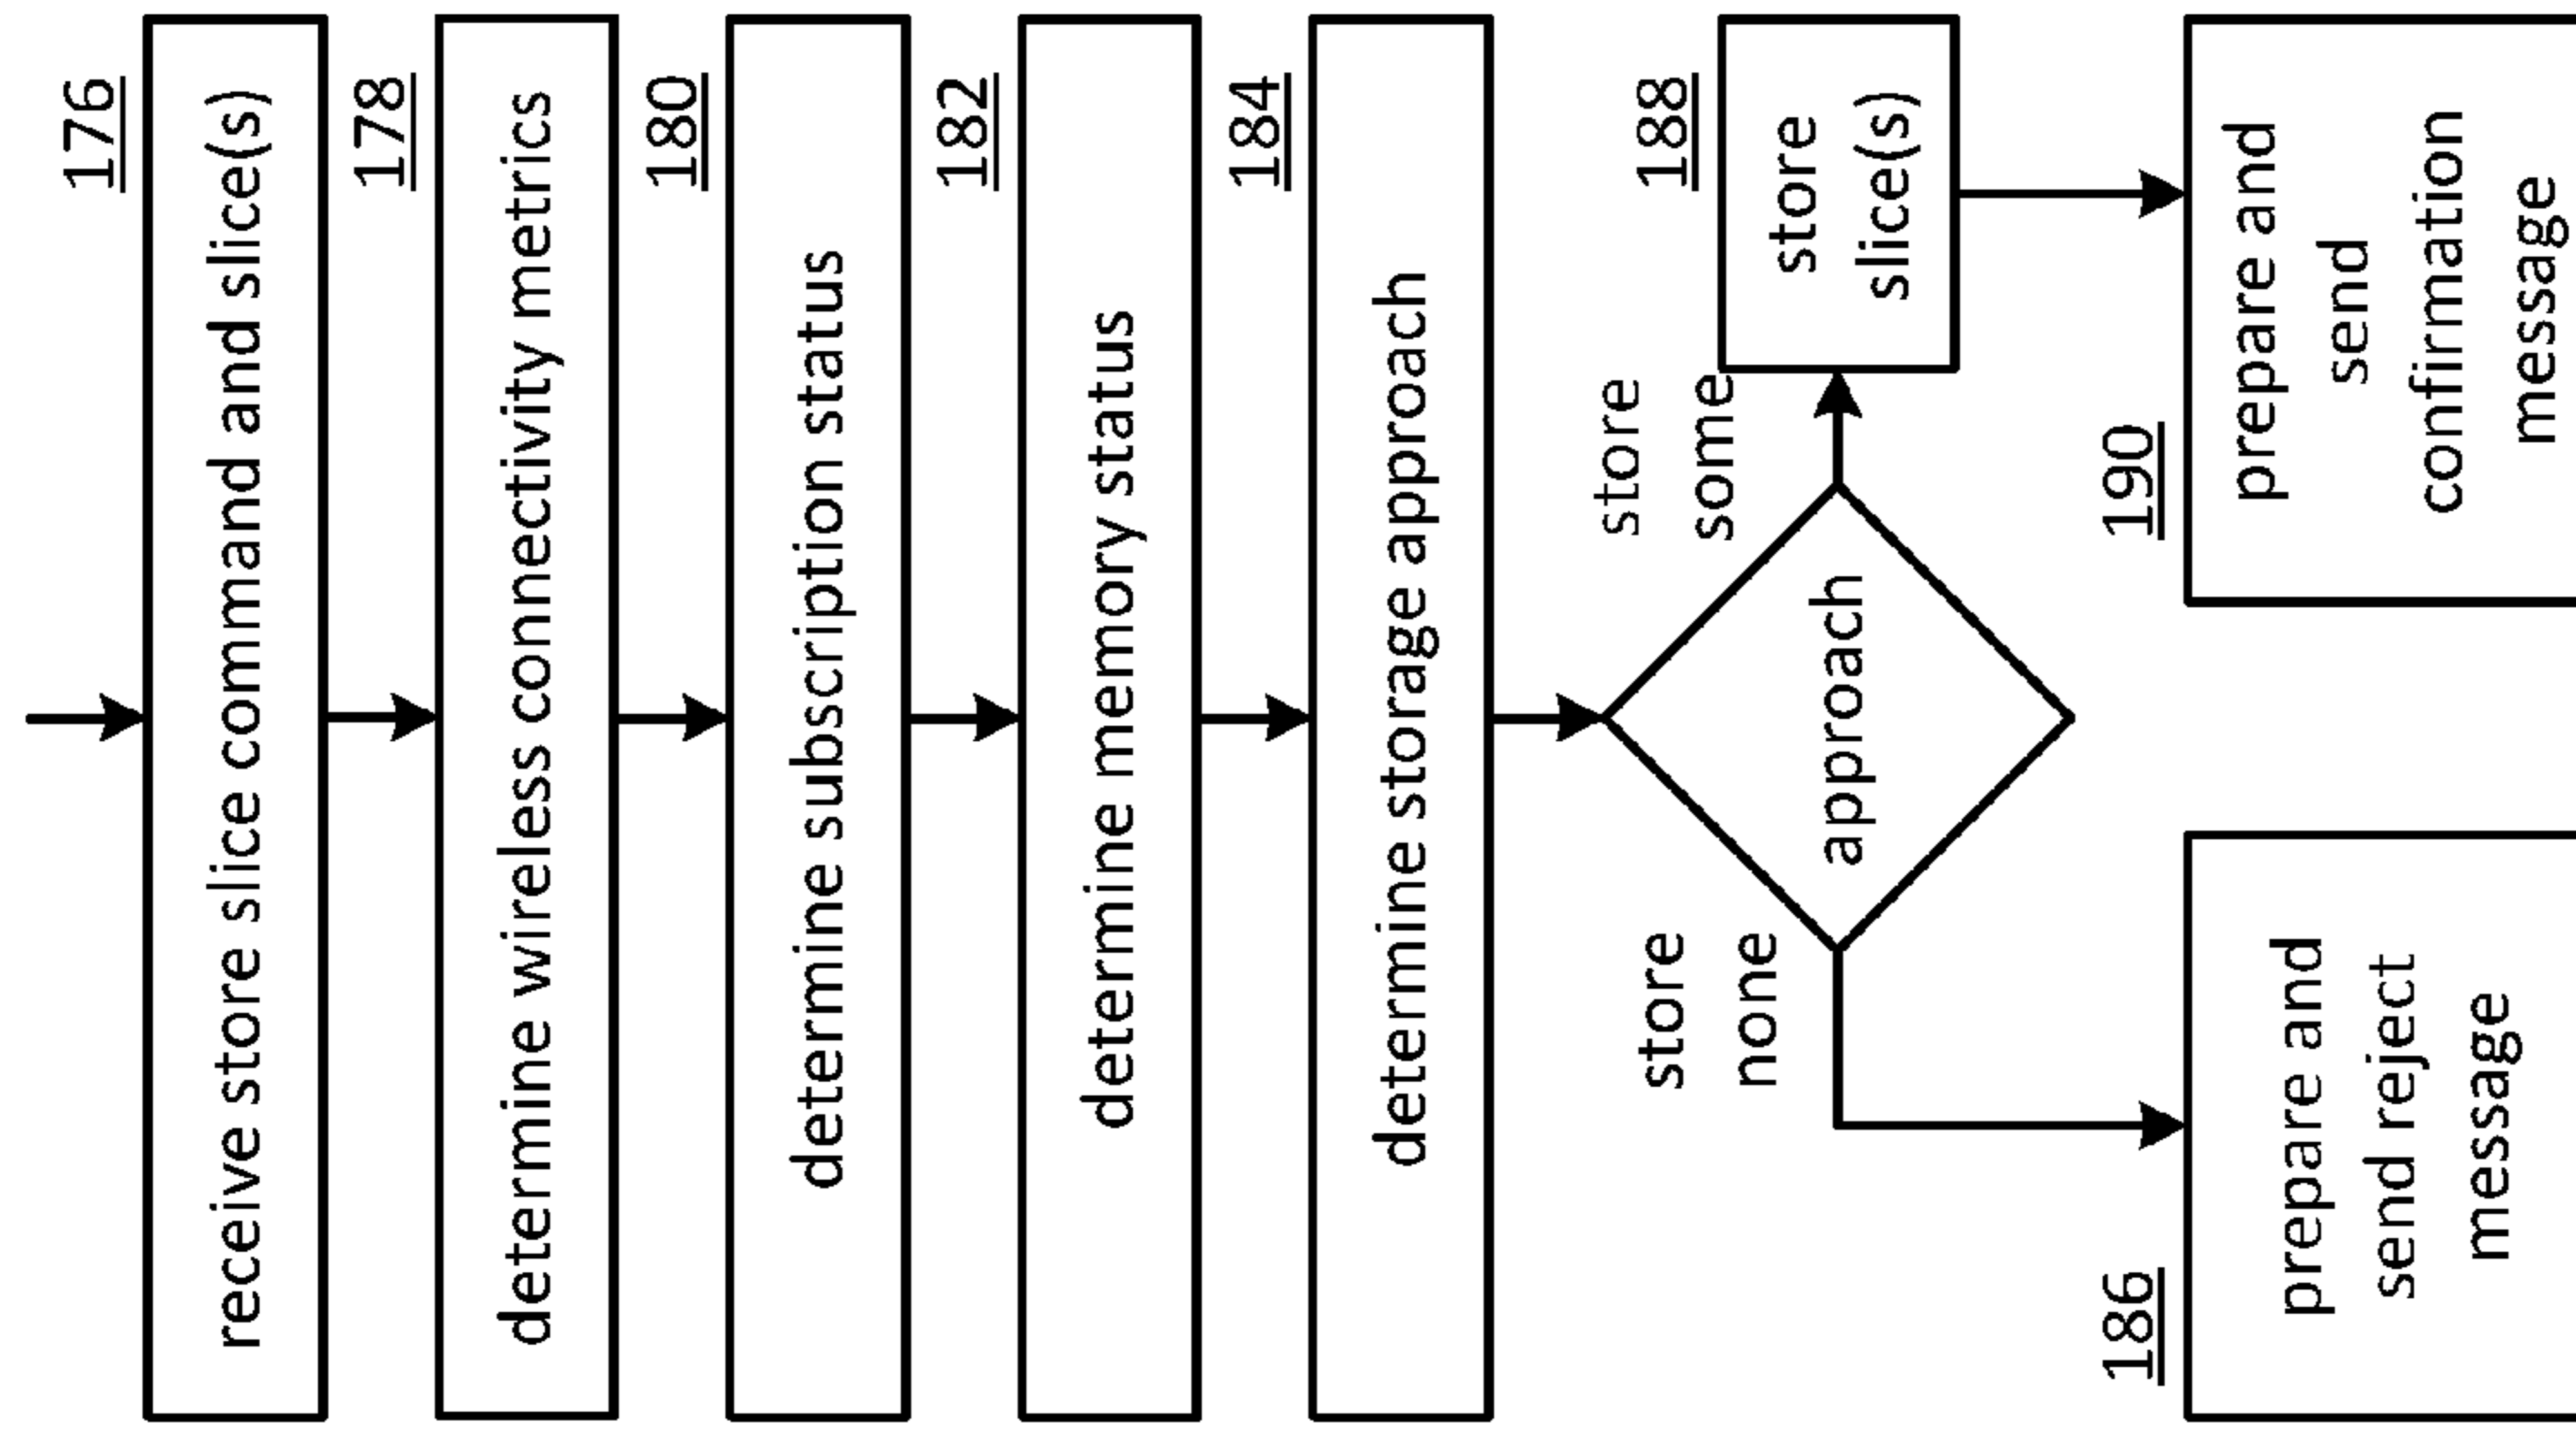 176
receive store slice command and slice(s)
178
determine wireless connectivity metrics
180
determine subscription status
182
determine memory status
184
determine storage approach
approach
store
none
store
some
188
store
slice(s)
186
prepare and
send reject
message
190
prepare and
send
confirmation
message